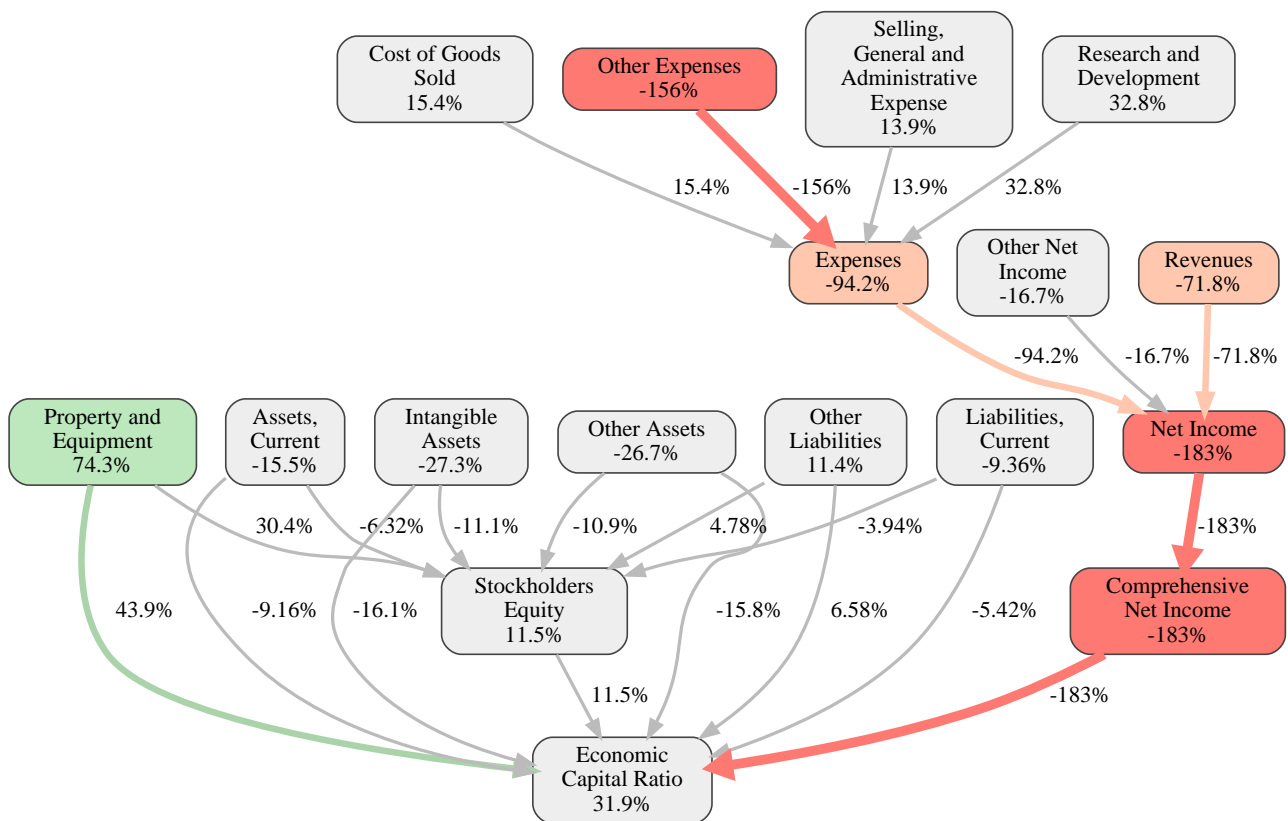 Cost of Goods
Sold
15.4%
Other Expenses
-156%
Selling,
General and
Administrative
Expense
13.9%
Research and
Development
32.8%
15.4%
-156%
13.9%
32.8%
Expenses
-94.2%
Other Net
Income
-16.7%
Revenues
-71.8%
-94.2%
-16.7%
-71.8%
Property and
Equipment
74.3%
Assets,
Current
-15.5%
Intangible
Assets
-27.3%
Other Assets
-26.7%
Other
Liabilities
11.4%
Liabilities,
Current
-9.36%
Net Income
-183%
30.4%
-6.32%
-11.1%
-10.9%
4.78%
-3.94%
-183%
Stockholders
Equity
11.5%
Comprehensive
Net Income
-183%
43.9%
-9.16%
-16.1%
-15.8%
6.58%
-5.42%
11.5%
-183%
Economic
Capital Ratio
31.9%